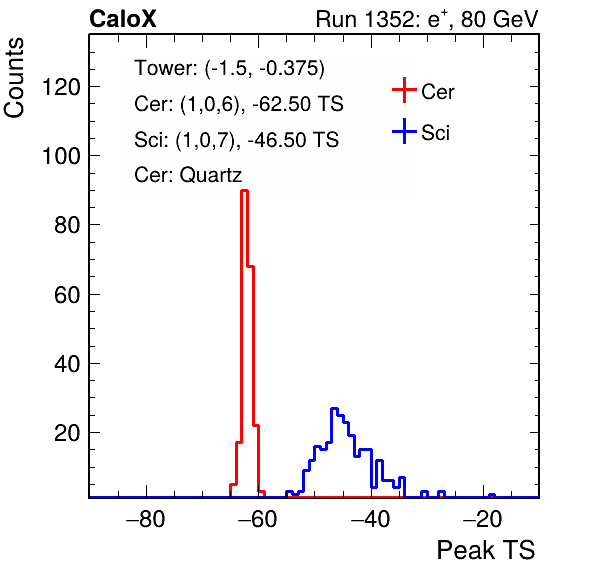 CaloX Run 1352: e⁺, 80 GeV
Counts
Tower: (-1.5, -0.375)
Cer: (1,0,6), -62.50 TS
Sci: (1,0,7), -46.50 TS
Cer: Quartz
Cer
Sci
120
100
80
60
40
20
−80 −60 −40 −20
Peak TS